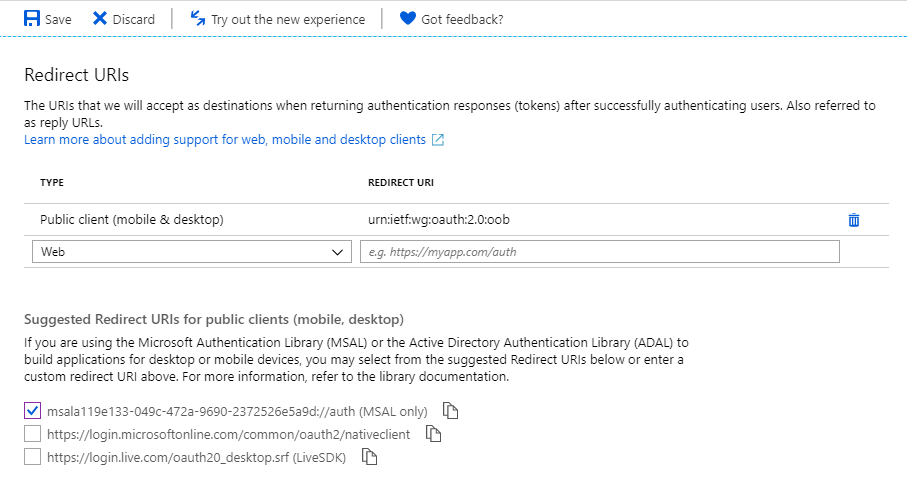 Save Discard Try out the new experience Got feedback?
Redirect URIs
The URIs that we will accept as destinations when returning authentication responses (tokens) after successfully authenticating users. Also referred to
as reply URLs.
Learn more about adding support for web, mobile and desktop clients
TYPE REDIRECT URI
Public client (mobile & desktop) urn:ietf:wg:oauth:2.0:oob
Web e.g. https://myapp.com/auth
Suggested Redirect URIs for public clients (mobile, desktop)
If you are using the Microsoft Authentication Library (MSAL) or the Active Directory Authentication Library (ADAL) to
build applications for desktop or mobile devices, you may select from the suggested Redirect URIs below or enter a
custom redirect URI above. For more information, refer to the library documentation.
msala119e133-049c-472a-9690-2372526e5a9d://auth (MSAL only)
https://login.microsoftonline.com/common/oauth2/nativeclient
https://login.live.com/oauth20_desktop.srf (LiveSDK)